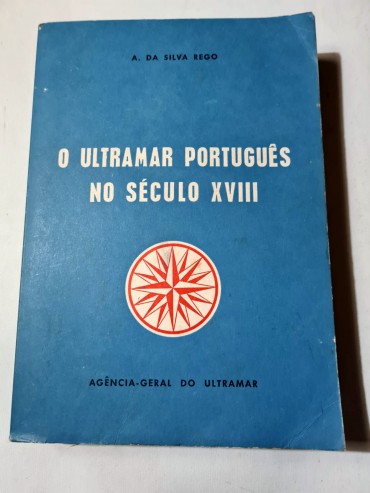 A. DA SILVA REGO
O ULTRAMAR PORTUGUÊS
NO SÉCULO XVIII
AGÊNCIA-GERAL DO ULTRAMAR